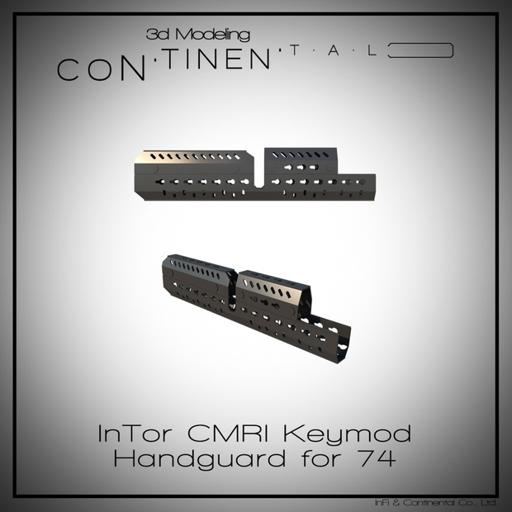 3d Modeling
CoN·TINEN·T·A·L
InTor CMRI Keymod
Handguard for 74
InFi & Continental Co., Ltd.